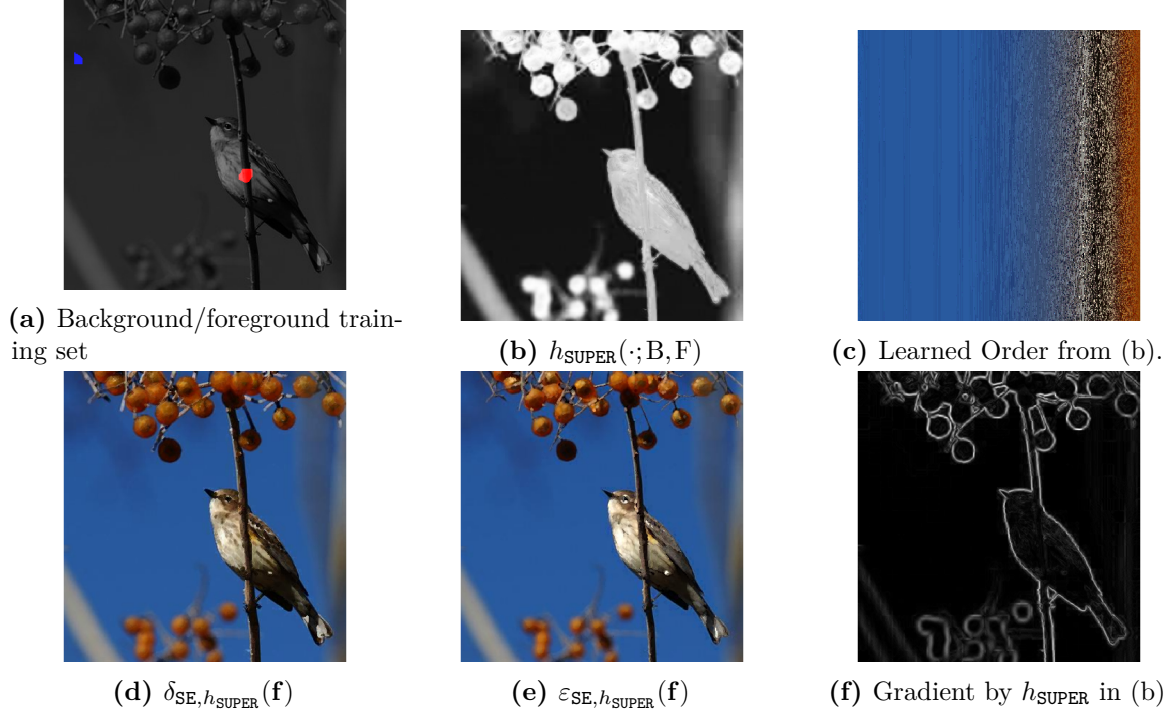 (a) Background/foreground train-
ing set
(b) h_SUPER(·; B, F)
(c) Learned Order from (b).
(d) δ_SE,h_SUPER(f)
(e) ε_SE,h_SUPER(f)
(f) Gradient by h_SUPER in (b)